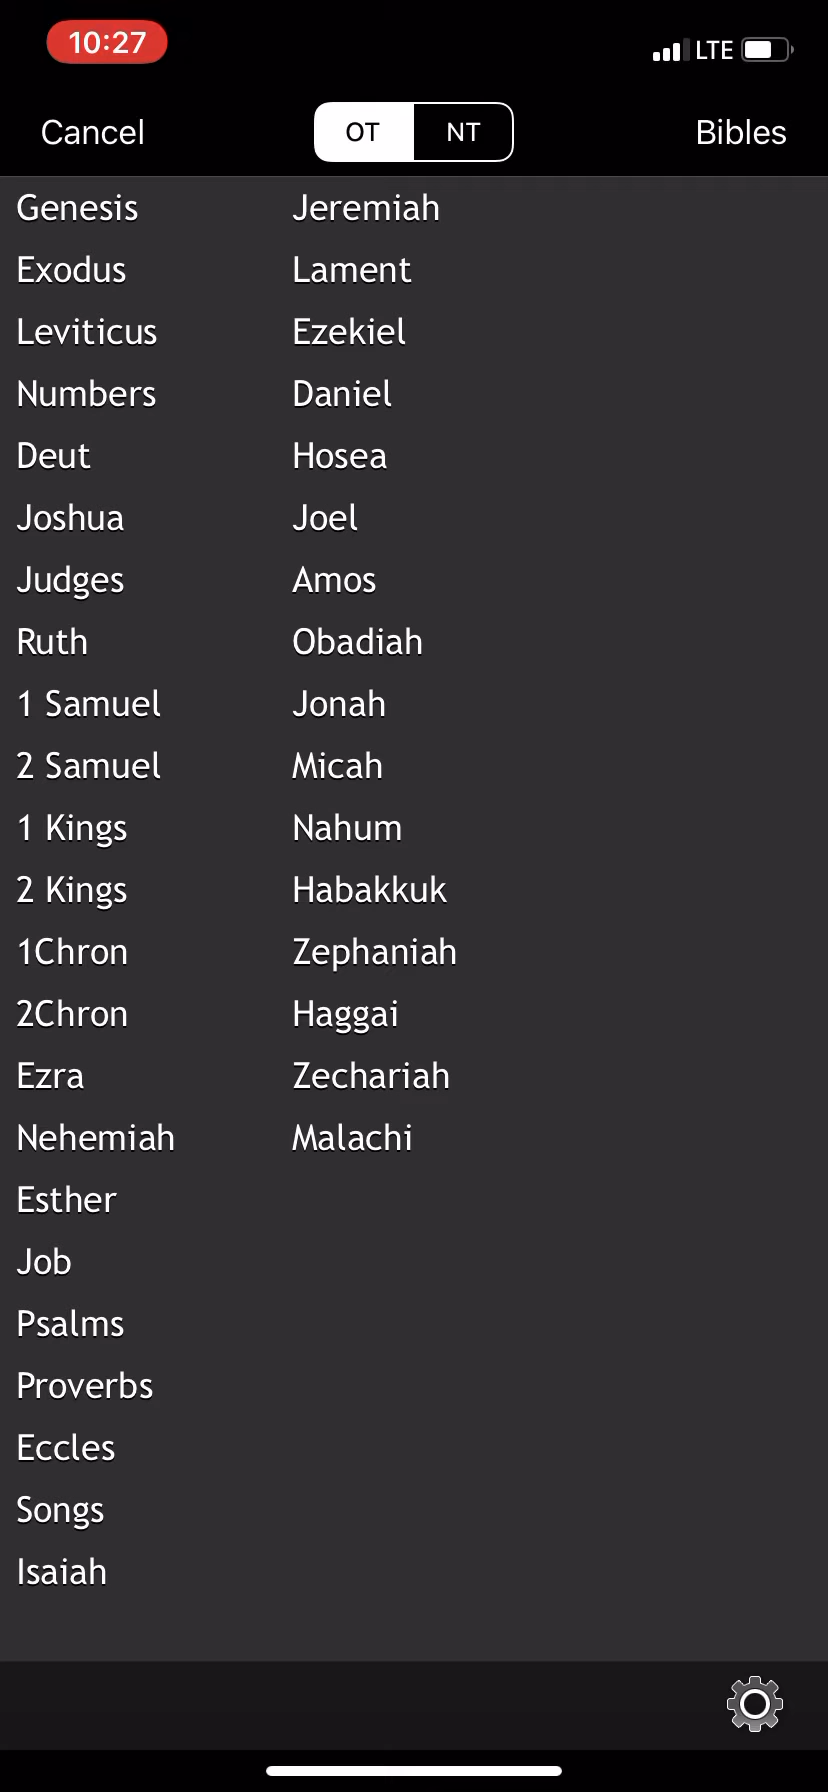 10:27
LTE
Cancel
OT
NT
Bibles
Genesis
Exodus
Leviticus
Numbers
Deut
Joshua
Judges
Ruth
1 Samuel
2 Samuel
1 Kings
2 Kings
1Chron
2Chron
Ezra
Nehemiah
Esther
Job
Psalms
Proverbs
Eccles
Songs
Isaiah
Jeremiah
Lament
Ezekiel
Daniel
Hosea
Joel
Amos
Obadiah
Jonah
Micah
Nahum
Habakkuk
Zephaniah
Haggai
Zechariah
Malachi